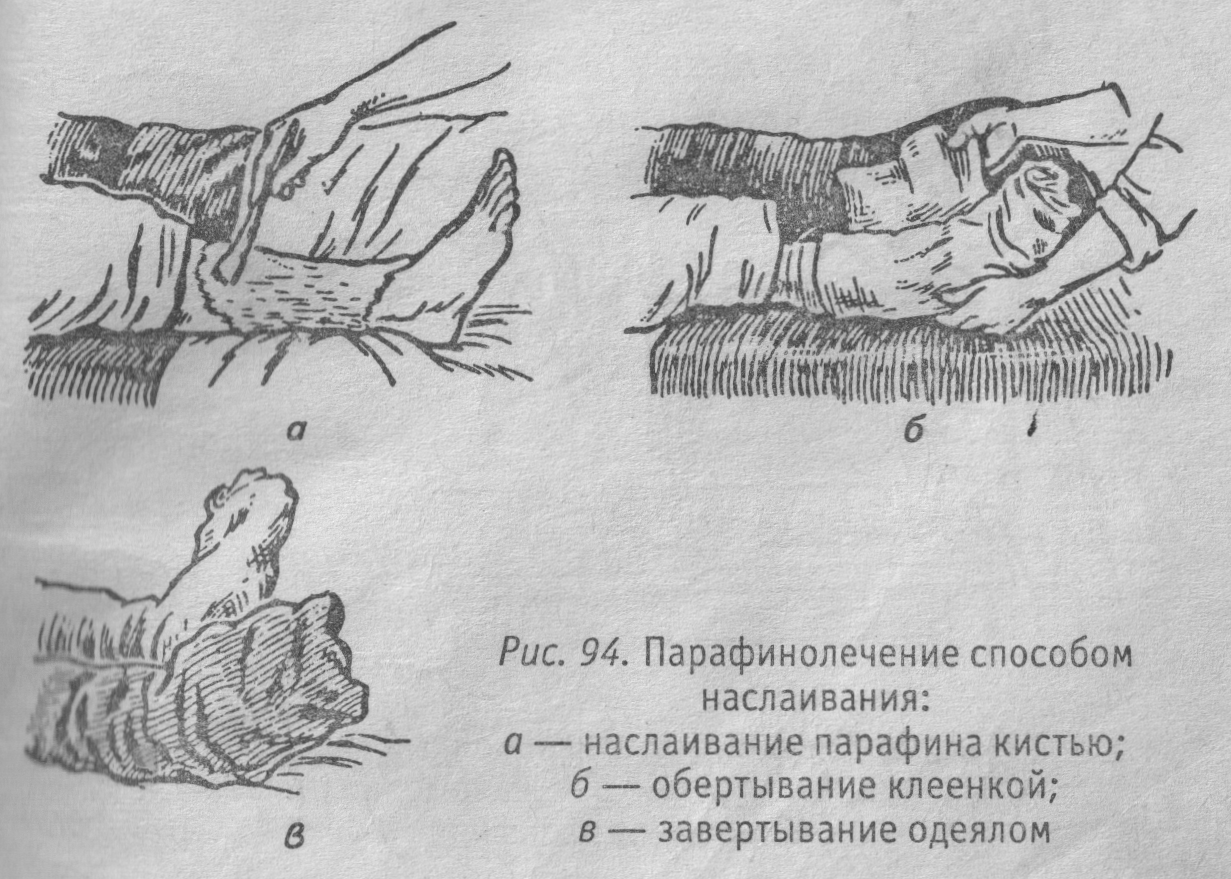 а
б
в
Рис. 94. Парафинолечение способом
наслаивания:
а — наслаивание парафина кистью;
б — обертывание клеенкой;
в — завертывание одеялом